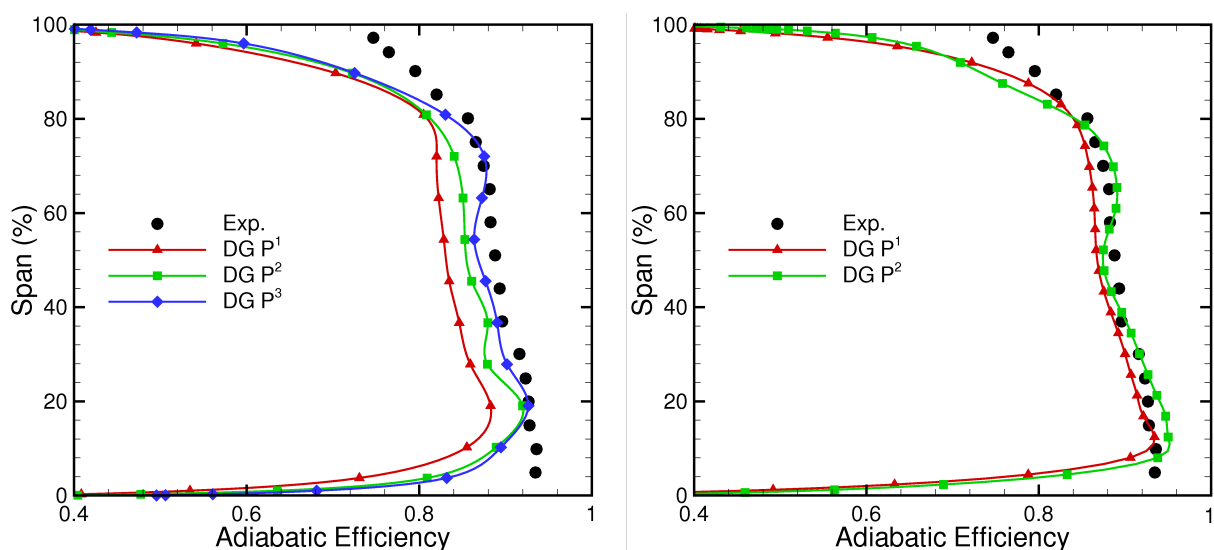 100
80
60
40
20
0
Span (%)
Exp.
DG P¹
DG P²
DG P³
0.4 0.6 0.8 1
Adiabatic Efficiency
100
80
60
40
20
0
Span (%)
Exp.
DG P¹
DG P²
0.4 0.6 0.8 1
Adiabatic Efficiency